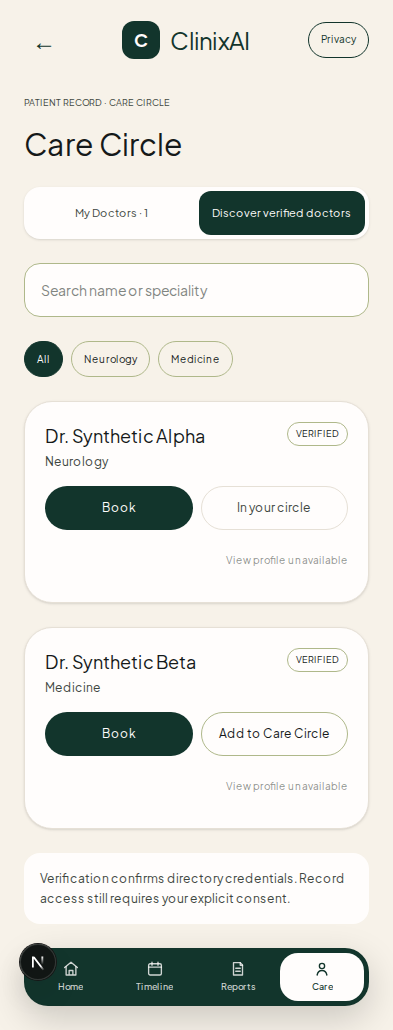 ←
C ClinixAI
Privacy
PATIENT RECORD · CARE CIRCLE
Care Circle
My Doctors · 1
Discover verified doctors
Search name or speciality
All
Neurology
Medicine
Dr. Synthetic Alpha
VERIFIED
Neurology
Book
In your circle
View profile unavailable
Dr. Synthetic Beta
VERIFIED
Medicine
Book
Add to Care Circle
View profile unavailable
Verification confirms directory credentials. Record
access still requires your explicit consent.
N
Home
Timeline
Reports
Care